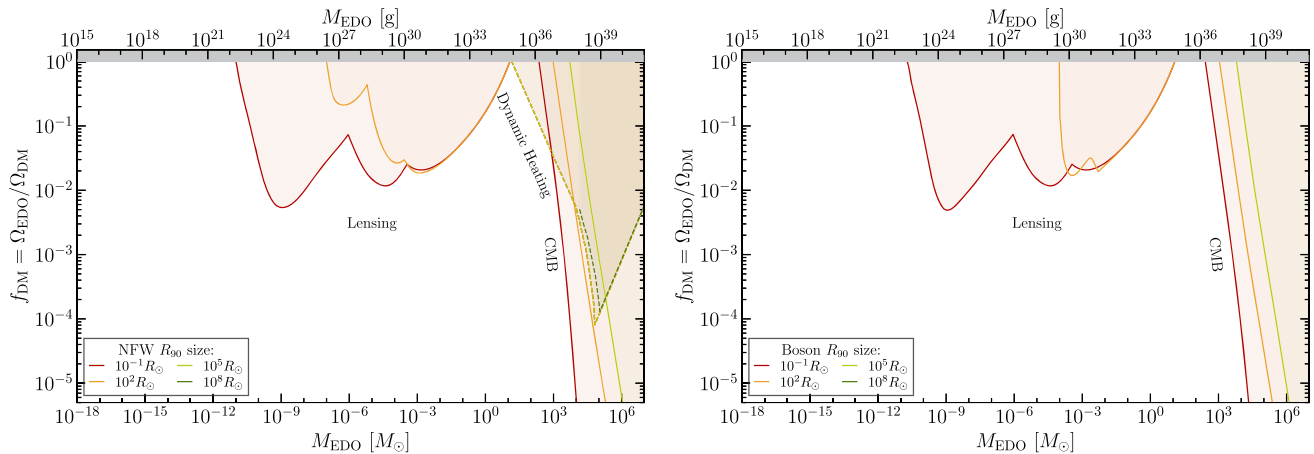 M_EDO [g]
10^15 10^18 10^21 10^24 10^27 10^30 10^33 10^36 10^39
10^0
10^−1
10^−2
10^−3
10^−4
10^−5
f_DM = Ω_EDO/Ω_DM
Dynamic Heating
Lensing
CMB
NFW R_90 size:
10^−1 R_⊙ 10^5 R_⊙
10^2 R_⊙ 10^8 R_⊙
10^−18 10^−15 10^−12 10^−9 10^−6 10^−3 10^0 10^3 10^6
M_EDO [M_⊙]
M_EDO [g]
10^15 10^18 10^21 10^24 10^27 10^30 10^33 10^36 10^39
10^0
10^−1
10^−2
10^−3
10^−4
10^−5
f_DM = Ω_EDO/Ω_DM
Lensing
CMB
Boson R_90 size:
10^−1 R_⊙ 10^5 R_⊙
10^2 R_⊙ 10^8 R_⊙
10^−18 10^−15 10^−12 10^−9 10^−6 10^−3 10^0 10^3 10^6
M_EDO [M_⊙]